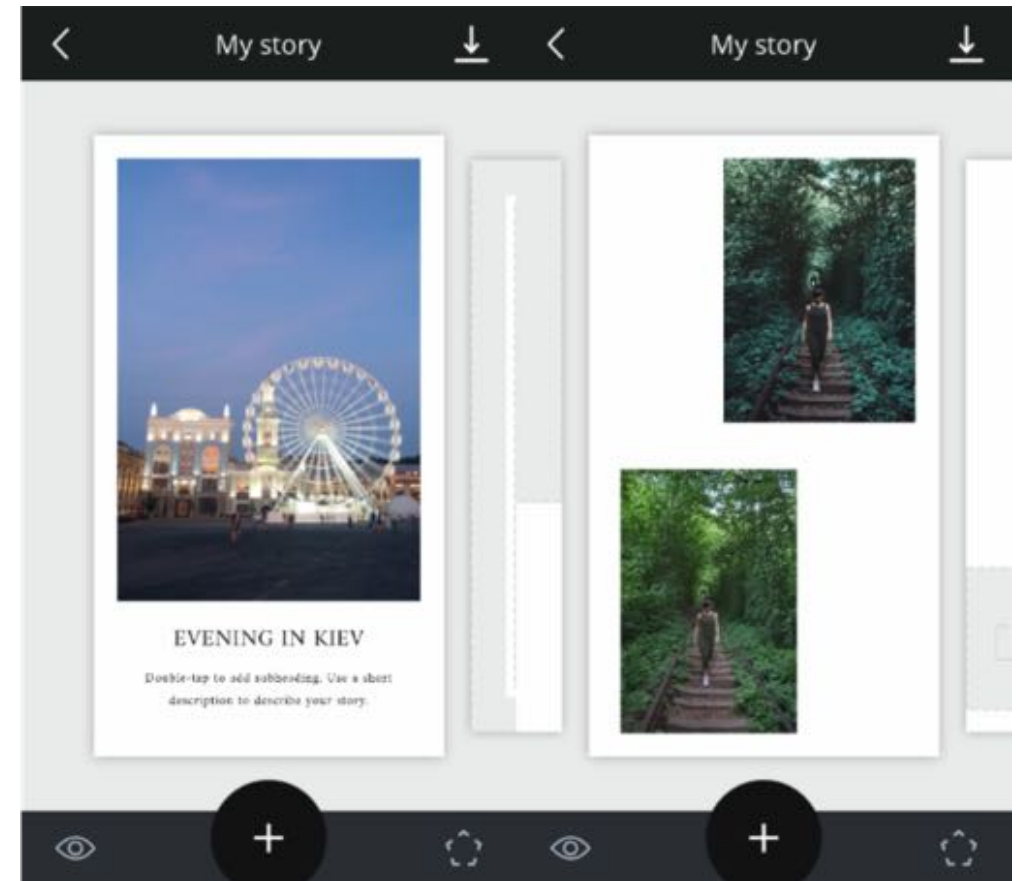 My story
EVENING IN KIEV
Double-tap to add subheading. Use a short
description to describe your story.
My story